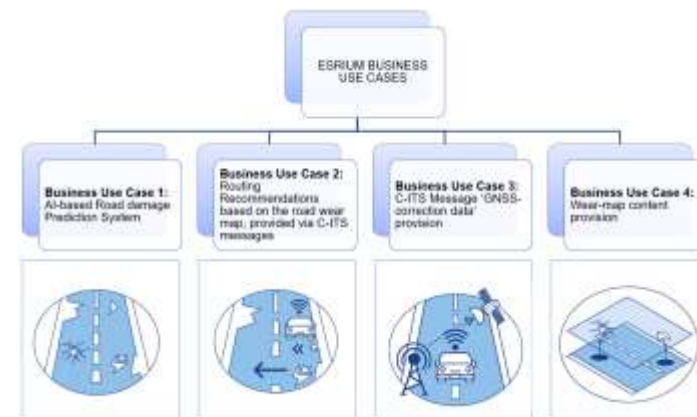 ESRIUM BUSINESS
USE CASES
Business Use Case 1:
AI-based Road damage
Prediction System
Business Use Case 2:
Routing
Recommendations
based on the road wear
map, provided via C-ITS
messages
Business Use Case 3:
C-ITS Message 'GNSS-
correction data'
provision
Business Use Case 4:
Wear-map content
provision